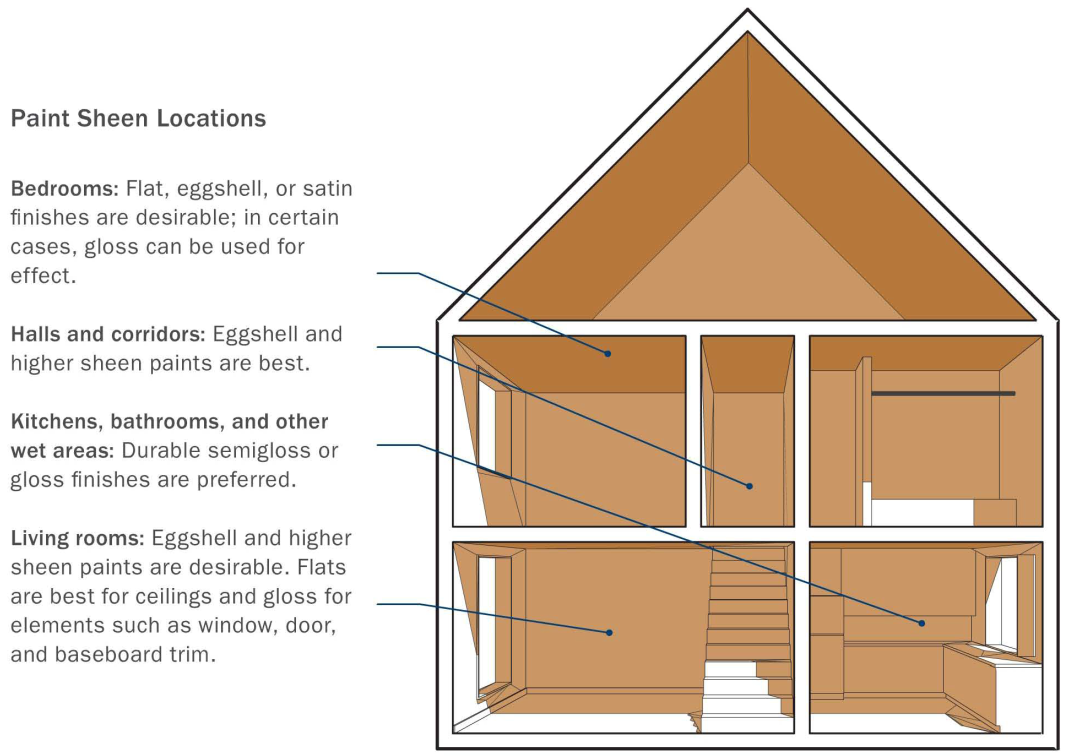 Paint Sheen Locations
Bedrooms: Flat, eggshell, or satin
finishes are desirable; in certain
cases, gloss can be used for
effect.
Halls and corridors: Eggshell and
higher sheen paints are best.
Kitchens, bathrooms, and other
wet areas: Durable semigloss or
gloss finishes are preferred.
Living rooms: Eggshell and higher
sheen paints are desirable. Flats
are best for ceilings and gloss for
elements such as window, door,
and baseboard trim.